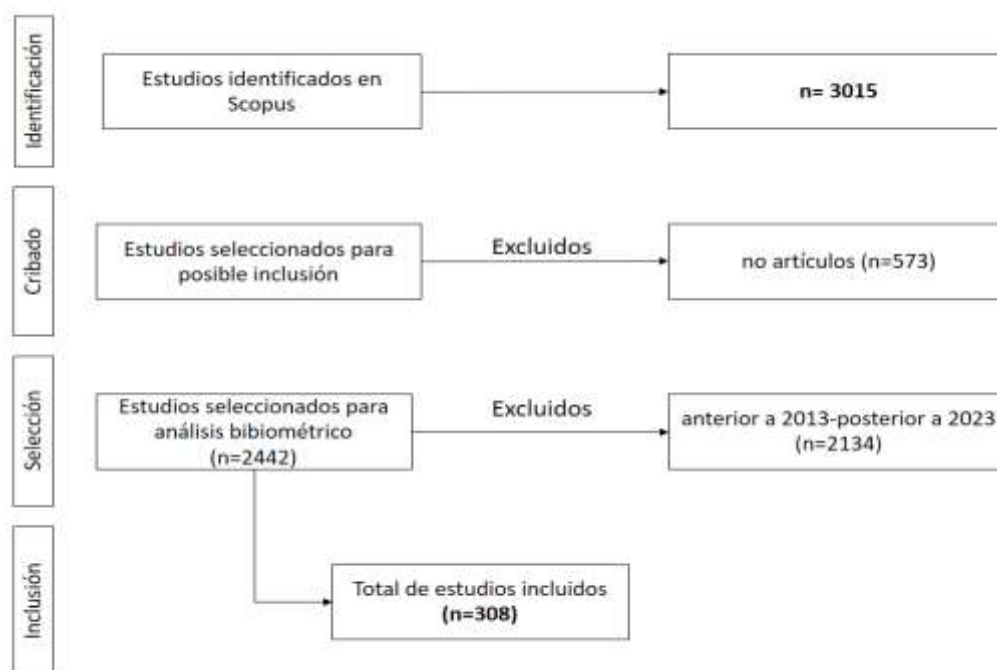 Identificación
Estudios identificados en
Scopus
n= 3015
Cribado
Estudios seleccionados para
posible inclusión
Excluidos
no artículos (n=573)
Selección
Estudios seleccionados para
análisis bibiométrico
(n=2442)
Excluidos
anterior a 2013-posterior a 2023
(n=2134)
Inclusión
Total de estudios incluidos
(n=308)